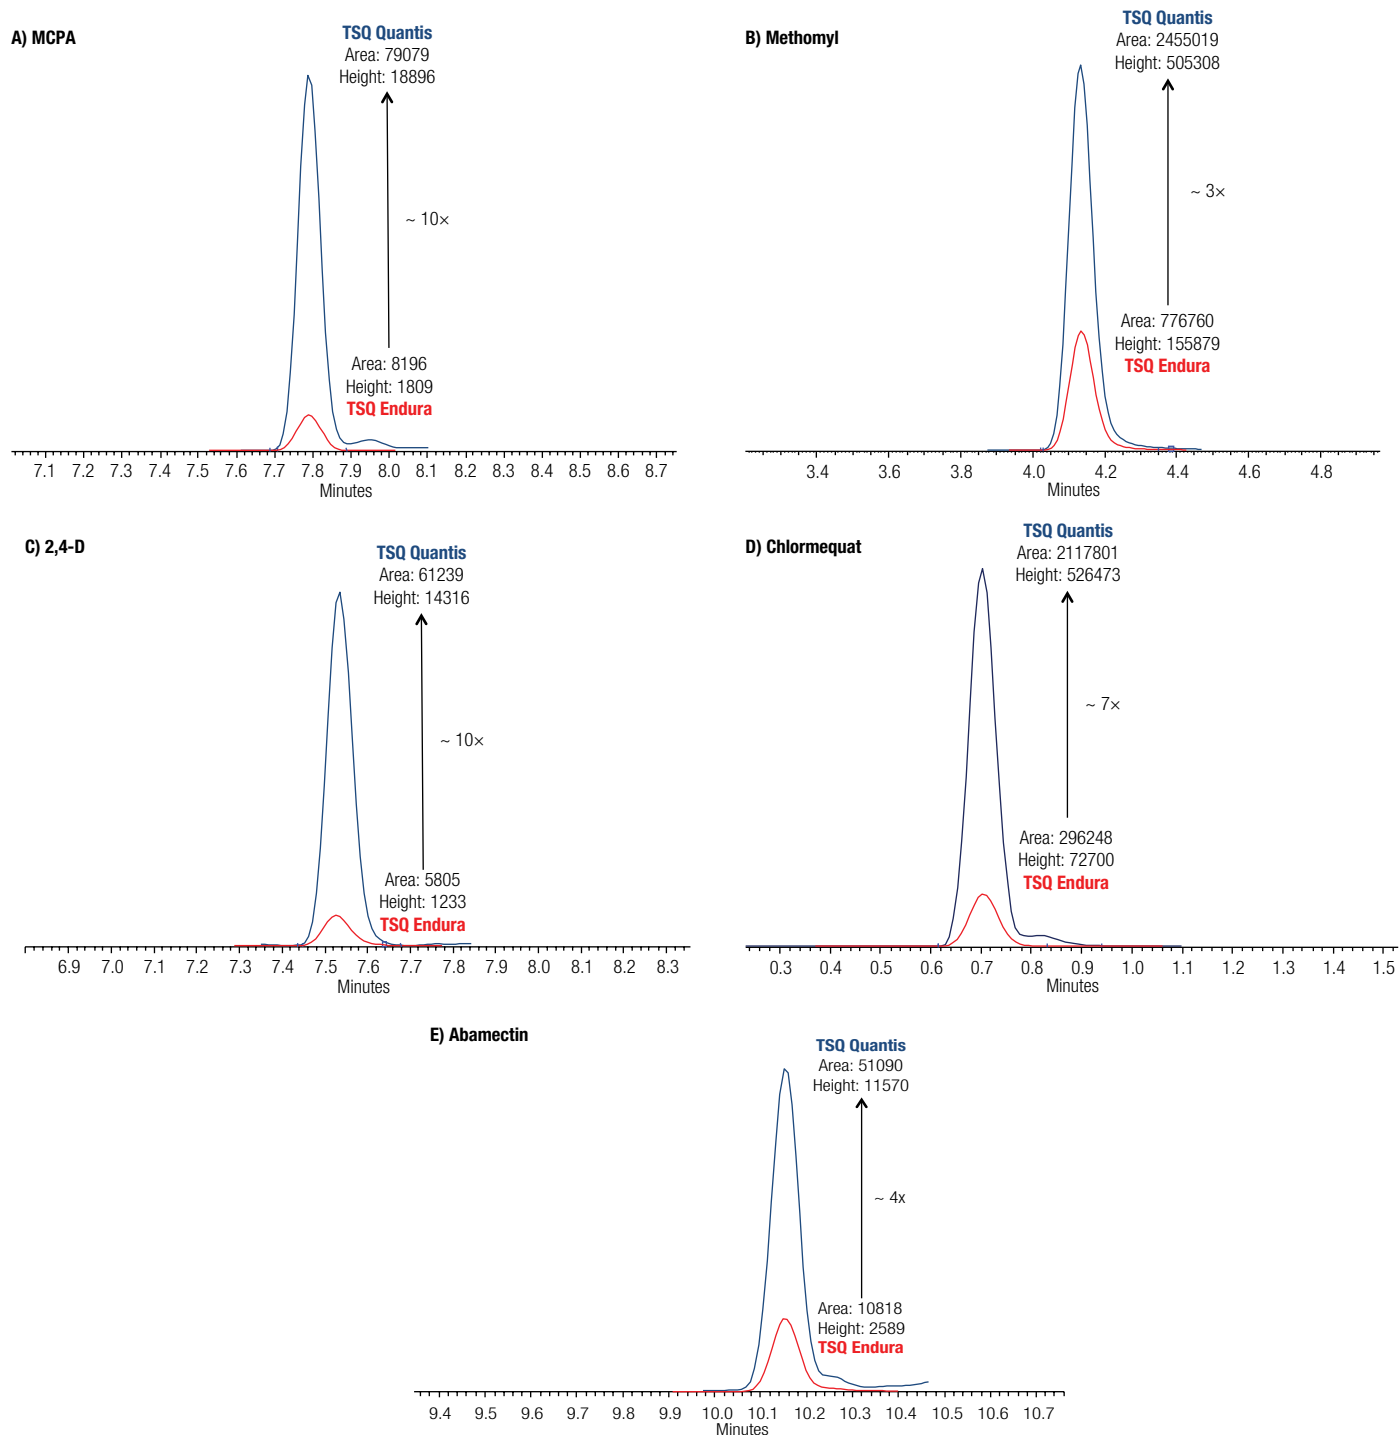 A) MCPA
TSQ Quantis
Area: 79079
Height: 18896
~ 10×
Area: 8196
Height: 1809
TSQ Endura
7.1 7.2 7.3 7.4 7.5 7.6 7.7 7.8 7.9 8.0 8.1 8.2 8.3 8.4 8.5 8.6 8.7
Minutes
B) Methomyl
TSQ Quantis
Area: 2455019
Height: 505308
~ 3×
Area: 776760
Height: 155879
TSQ Endura
3.4 3.6 3.8 4.0 4.2 4.4 4.6 4.8
Minutes
C) 2,4-D
TSQ Quantis
Area: 61239
Height: 14316
~ 10×
Area: 5805
Height: 1233
TSQ Endura
6.9 7.0 7.1 7.2 7.3 7.4 7.5 7.6 7.7 7.8 7.9 8.0 8.1 8.2 8.3
Minutes
D) Chlormequat
TSQ Quantis
Area: 2117801
Height: 526473
~ 7×
Area: 296248
Height: 72700
TSQ Endura
0.3 0.4 0.5 0.6 0.7 0.8 0.9 1.0 1.1 1.2 1.3 1.4 1.5
Minutes
E) Abamectin
TSQ Quantis
Area: 51090
Height: 11570
~ 4x
Area: 10818
Height: 2589
TSQ Endura
9.4 9.5 9.6 9.7 9.8 9.9 10.0 10.1 10.2 10.3 10.4 10.5 10.6 10.7
Minutes